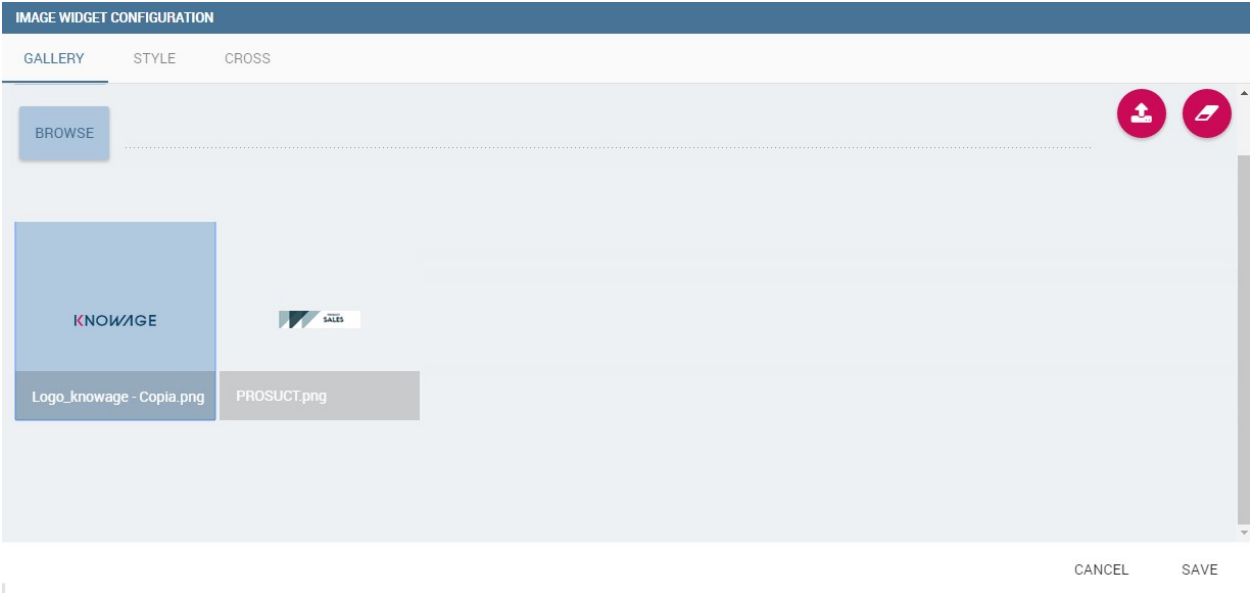 IMAGE WIDGET CONFIGURATION
GALLERY STYLE CROSS
BROWSE
KNOWAGE
SALES
Logo_knowage - Copia.png PROSUCT.png
CANCEL SAVE